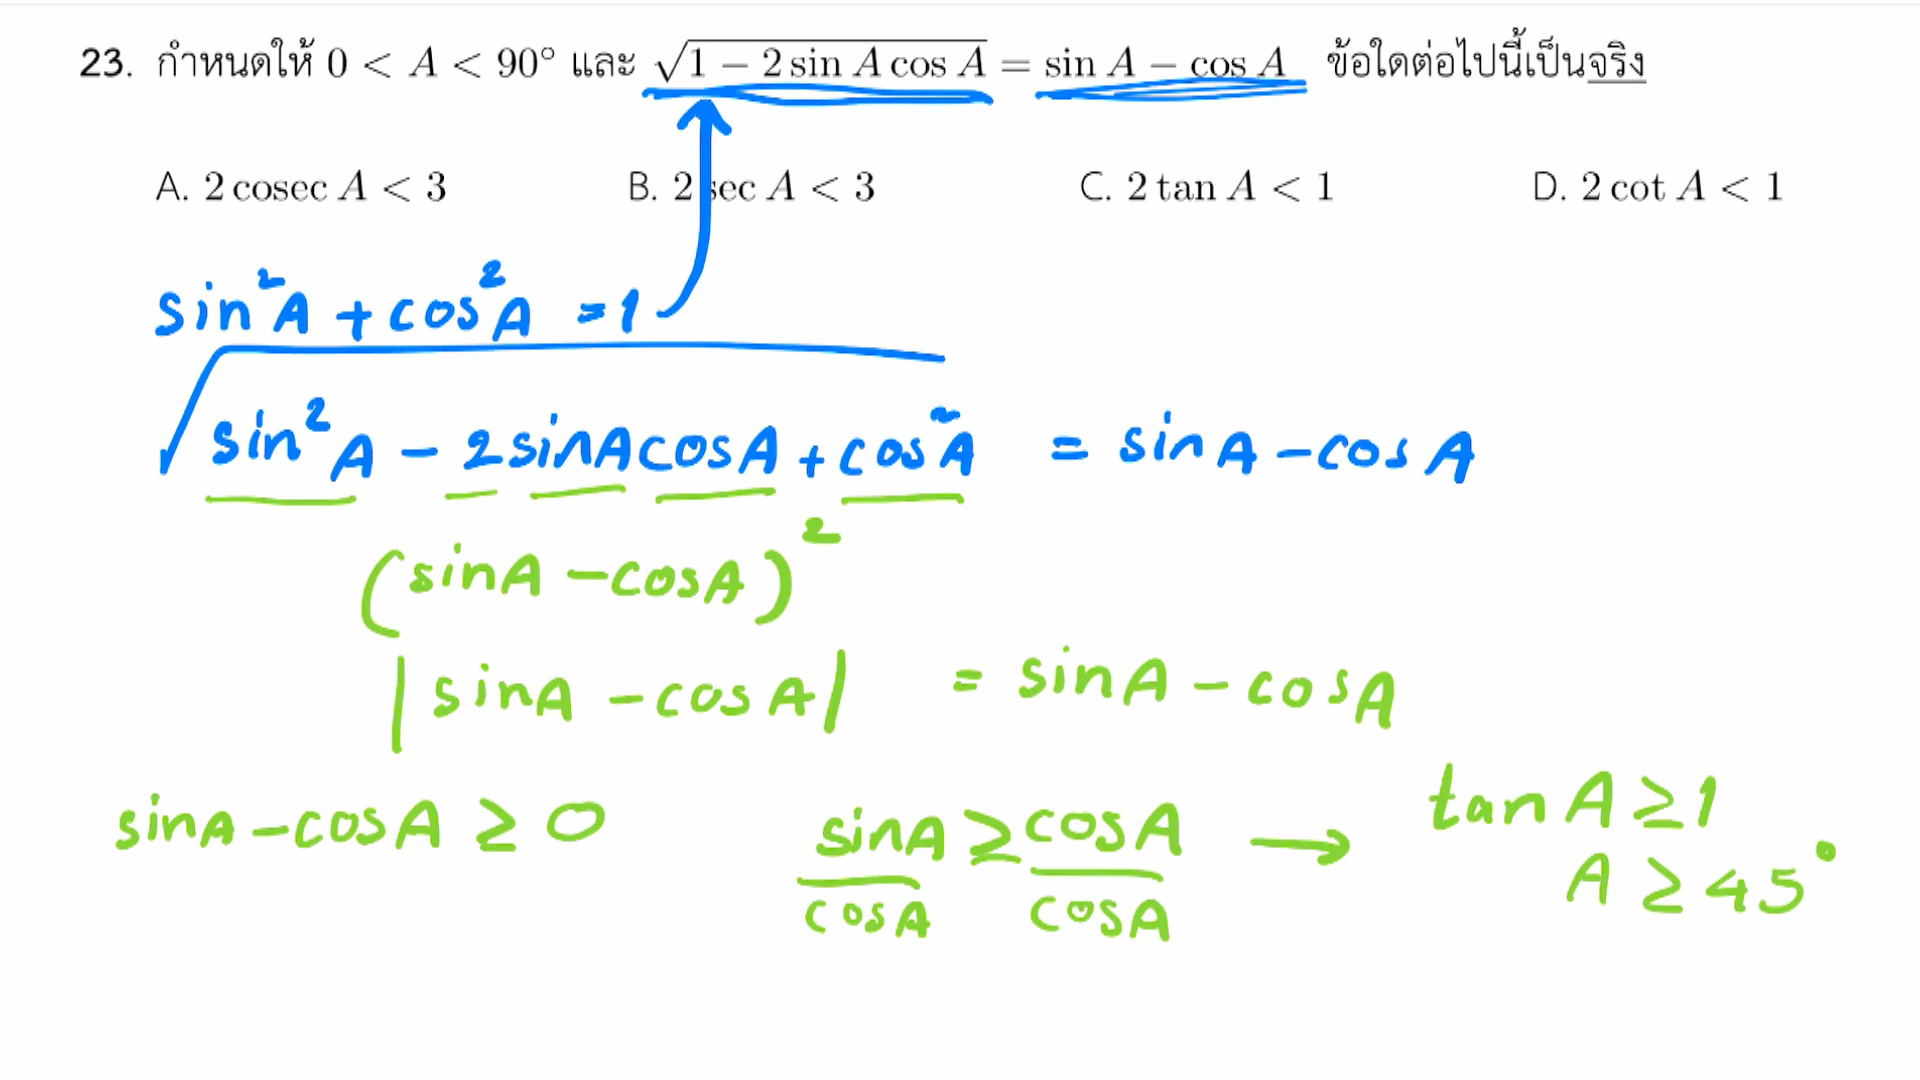 23. กำหนดให้ 0 < A < 90° และ √(1 − 2 sin A cos A) = sin A − cos A ข้อใดต่อไปนี้เป็นจริง
A. 2 cosec A < 3 B. 2 sec A < 3 C. 2 tan A < 1 D. 2 cot A < 1
sin²A + cos²A = 1
√(sin²A − 2sinAcosA + cos²A) = sinA − cosA
(sinA − cosA)²
|sinA − cosA| = sinA − cosA
sinA − cosA ≥ 0
sinA/cosA ≥ cosA/cosA → tan A ≥ 1
A ≥ 45°